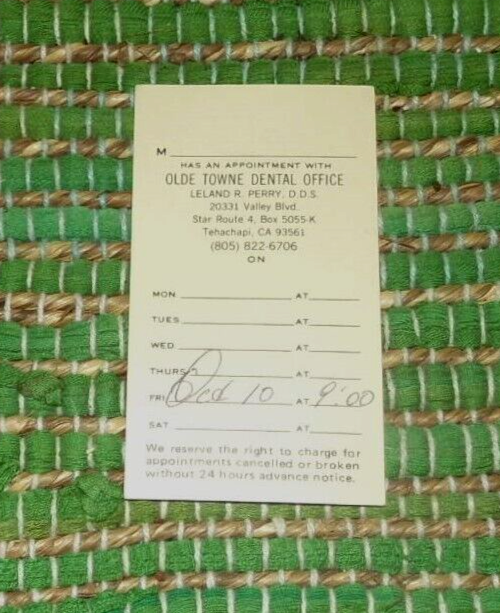 M
HAS AN APPOINTMENT WITH
OLDE TOWNE DENTAL OFFICE
LELAND R. PERRY, D.D.S.
20331 Valley Blvd.
Star Route 4, Box 5055-K
Tehachapi, CA 93561
(805) 822-6706
ON
MON AT
TUES AT
WED AT
THURS AT
FRI Oct 10 AT 9:00
SAT AT
We reserve the right to charge for
appointments cancelled or broken
without 24 hours advance notice.